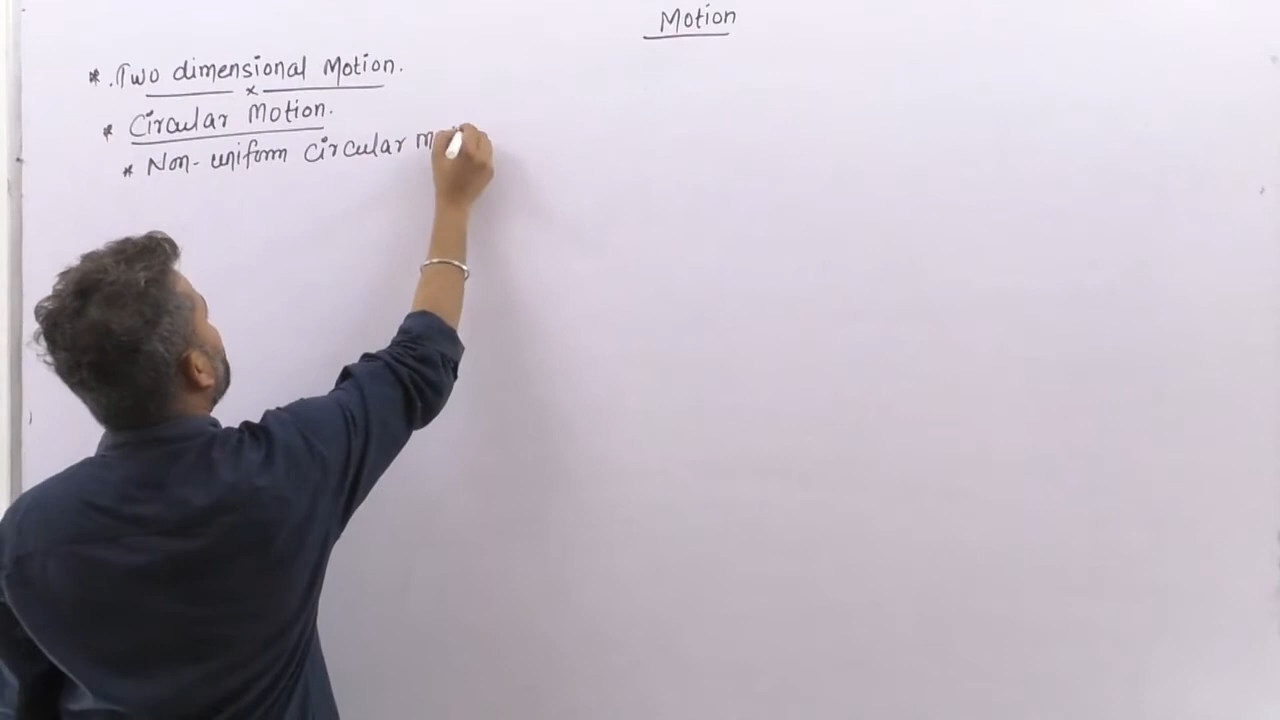 Motion
* . Two dimensional Motion.
* Circular Motion.
* Non-uniform Circular